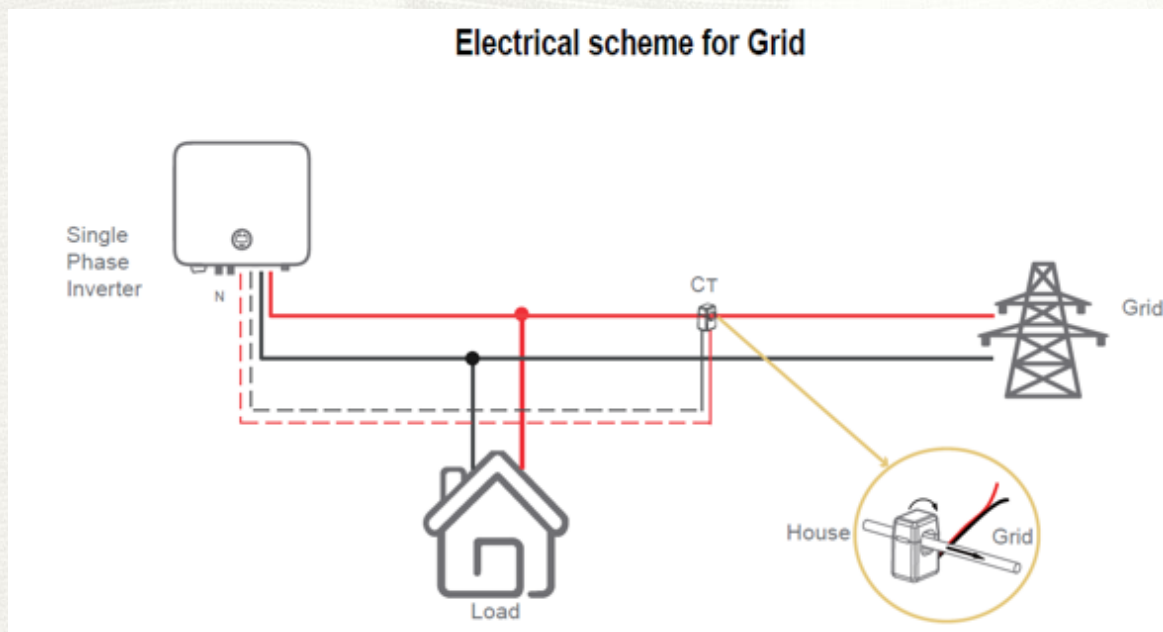 Electrical scheme for Grid
Single
Phase
Inverter
N
CT
Grid
House
Grid
Load